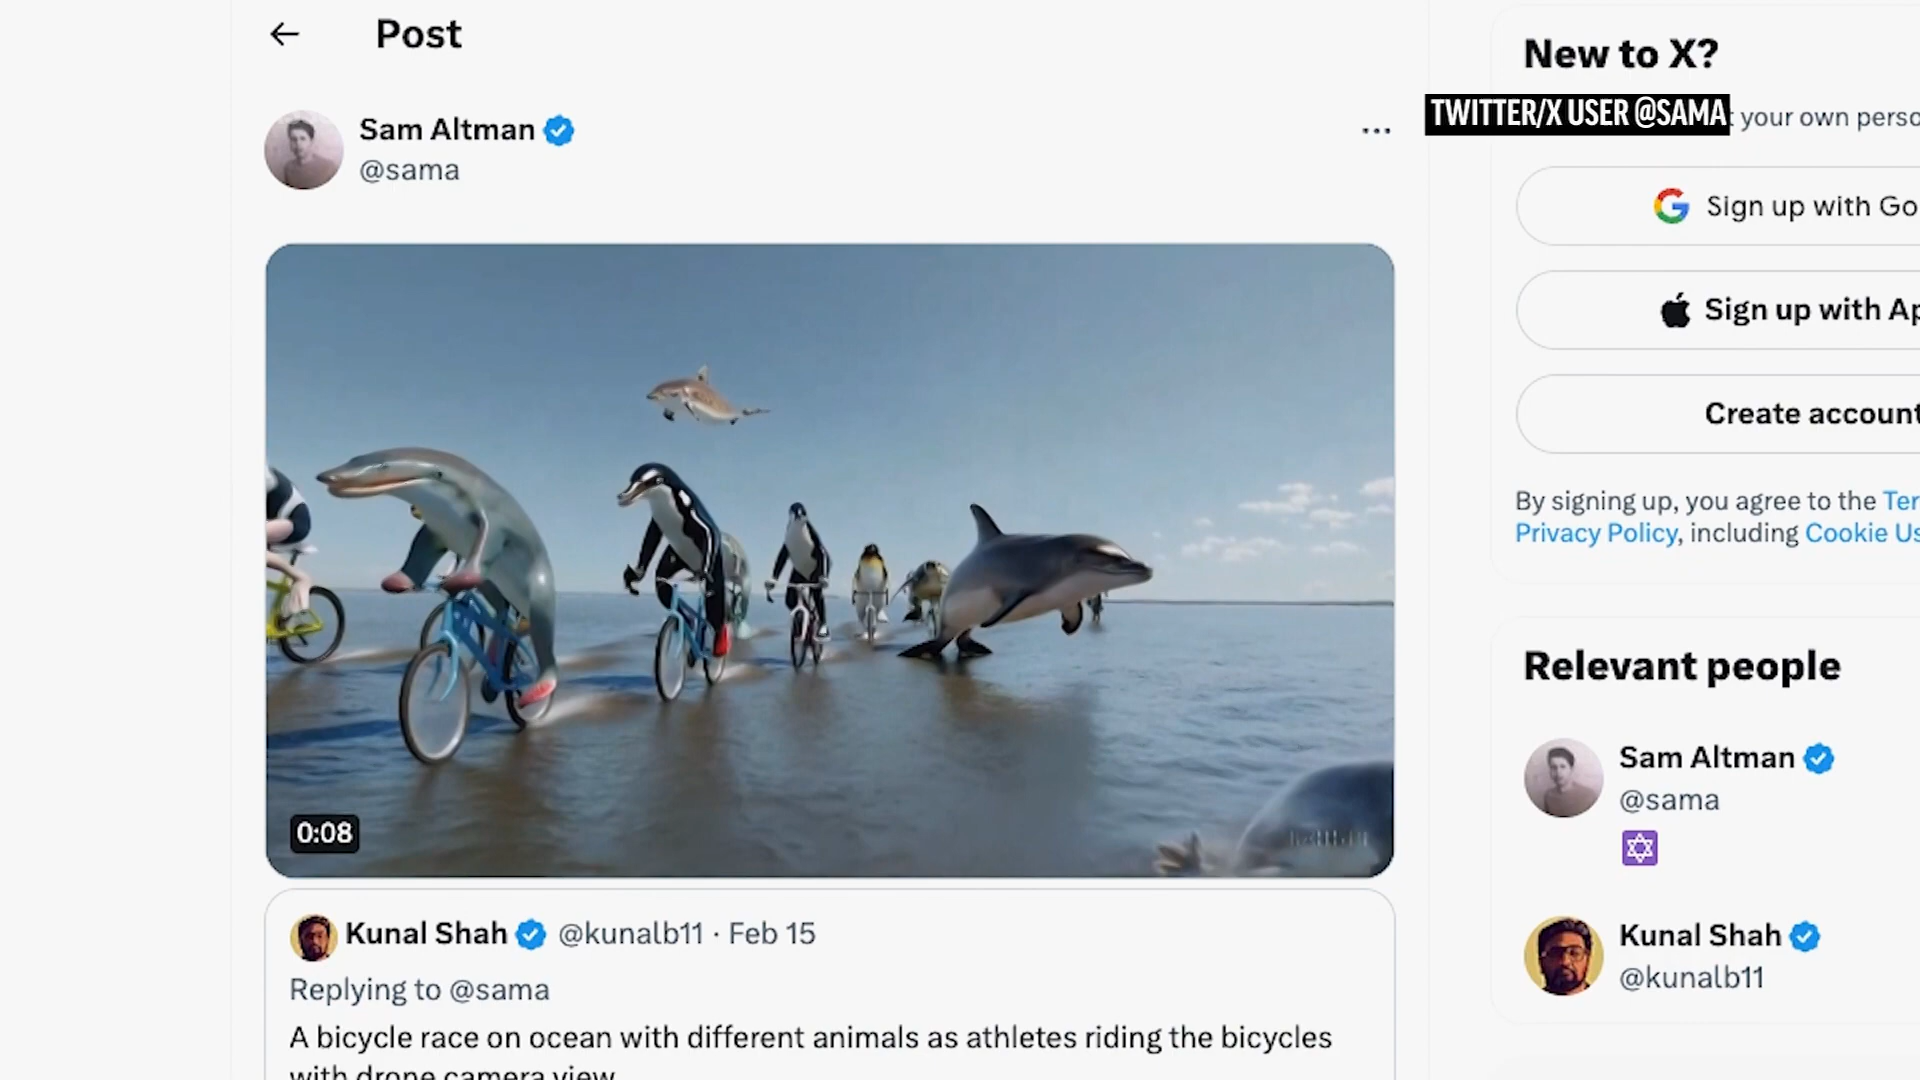 Post
Sam Altman
@sama
0:08
Kunal Shah @kunalb11 · Feb 15
Replying to @sama
A bicycle race on ocean with different animals as athletes riding the bicycles
with drone camera view
New to X?
TWITTER/X USER @SAMA
your own perso
Sign up with Go
Sign up with Ap
Create account
By signing up, you agree to the Ter
Privacy Policy, including Cookie Us
Relevant people
Sam Altman
@sama
Kunal Shah
@kunalb11